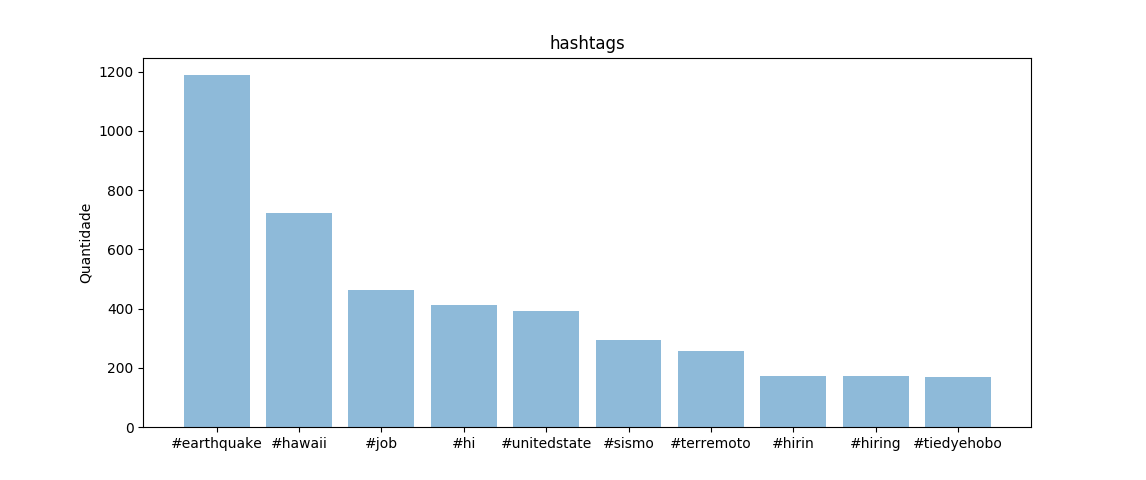 hashtags
Quantidade
1200
1000
800
600
400
200
0
#earthquake #hawaii #job #hi #unitedstate #sismo #terremoto #hirin #hiring #tiedyehobo